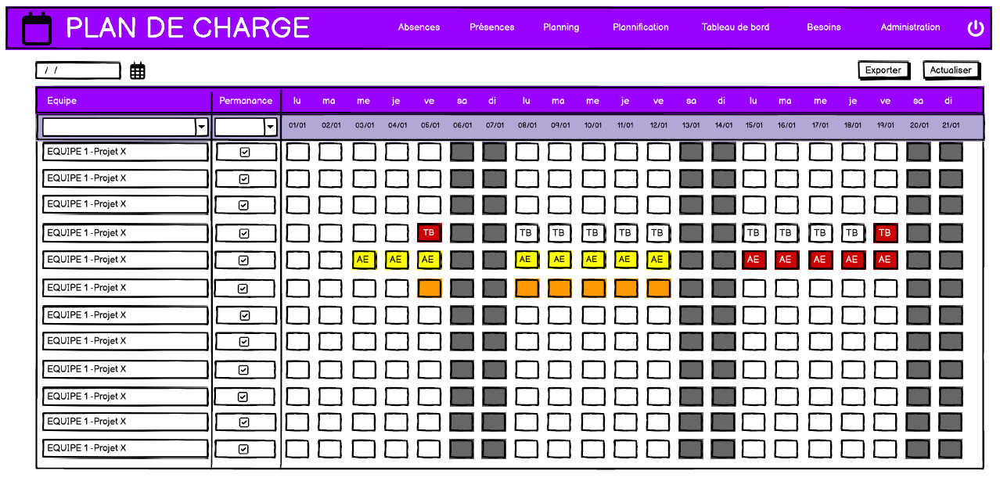 PLAN DE CHARGE Absences Présences Planning Plannification Tableau de bord Besoins Administration
/ / Exporter Actualiser
Equipe Permanance lu ma me je ve sa di lu ma me je ve sa di lu ma me je ve sa di
01/01 02/01 03/01 04/01 05/01 06/01 07/01 08/01 09/01 10/01 11/01 12/01 13/01 14/01 15/01 16/01 17/01 18/01 19/01 20/01 21/01
EQUIPE 1 -Projet X
EQUIPE 1 -Projet X
EQUIPE 1 -Projet X
EQUIPE 1 -Projet X TB TB TB TB TB TB TB TB TB TB TB
EQUIPE 1 -Projet X AE AE AE AE AE AE AE AE AE AE AE AE AE
EQUIPE 1 -Projet X
EQUIPE 1 -Projet X
EQUIPE 1 -Projet X
EQUIPE 1 -Projet X
EQUIPE 1 -Projet X
EQUIPE 1 -Projet X
EQUIPE 1 -Projet X